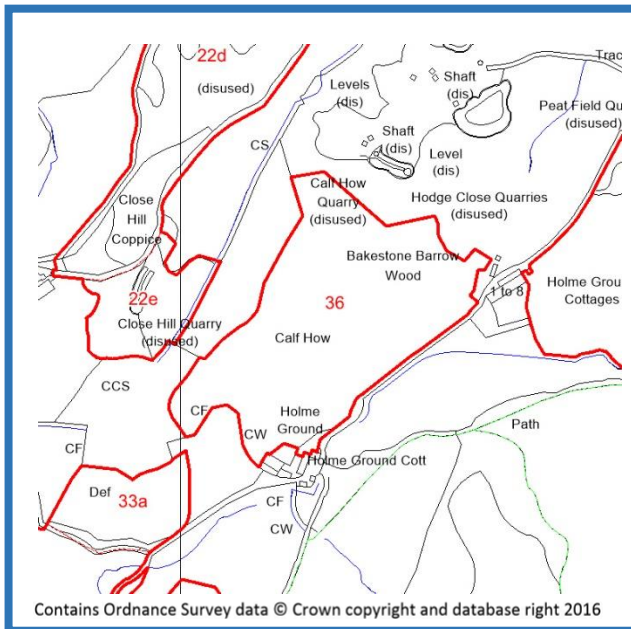 22d
(disused)
Levels
(dis)
Shaft
(dis)
Trac
CS
Shaft
(dis)
Level
(dis)
Peat Field Qu
(disused)
Close
Hill
Coppice
Calf How
Quarry
(disused)
Hodge Close Quarries
(disused)
Bakestone Barrow
Wood
22e
36
1 to 8
Holme Grou
Cottages
Close Hill Quarry
(disused)
Calf How
CCS
CF
CW
Holme
Ground
Path
CF
Holme Ground Cott
Def
33a
CF
CW
Contains Ordnance Survey data © Crown copyright and database right 2016